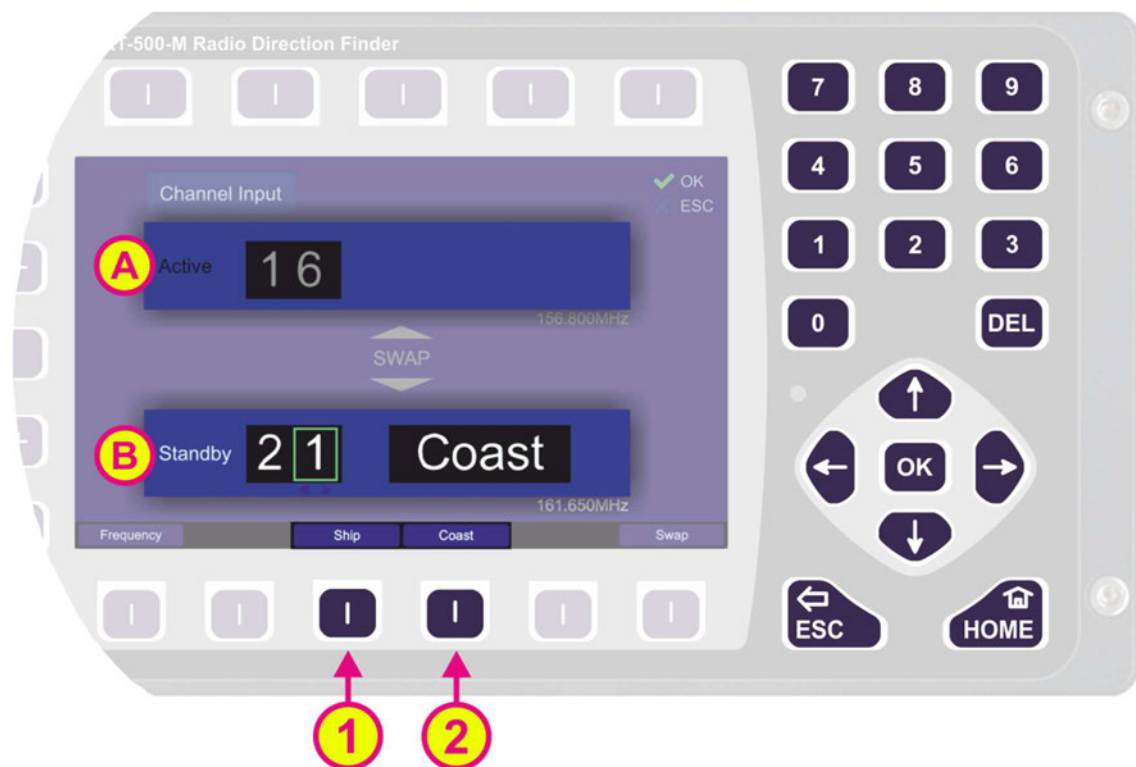 RT-500-M Radio Direction Finder
Channel Input
OK
ESC
A
Active
16
156.800MHz
SWAP
B
Standby
21
Coast
161.650MHz
Frequency
Ship
Coast
Swap
7 8 9
4 5 6
1 2 3
0 DEL
OK
ESC
HOME
1
2